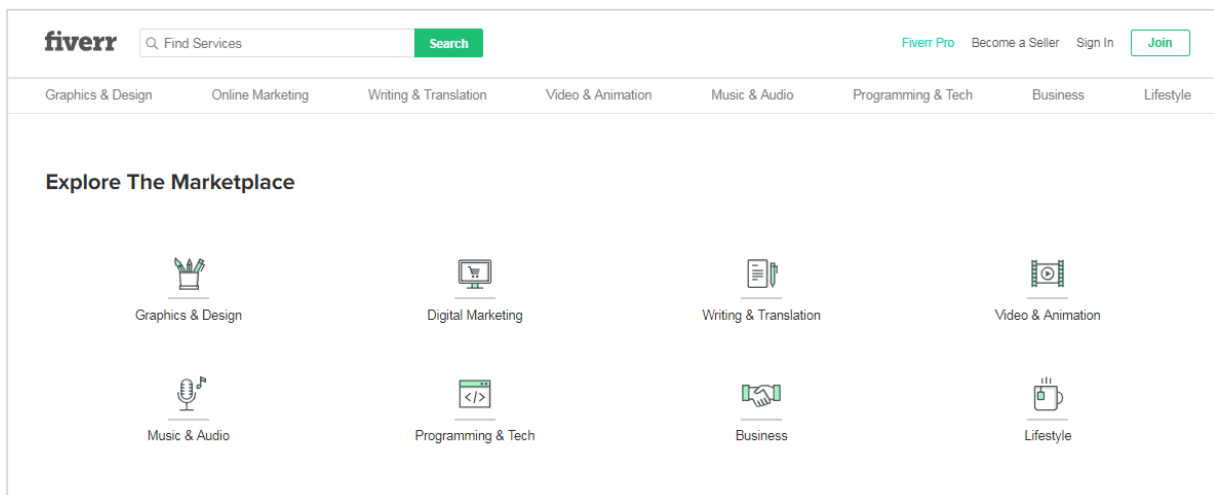 fiverr Find Services Search Fiverr Pro Become a Seller Sign In Join
Graphics & Design Online Marketing Writing & Translation Video & Animation Music & Audio Programming & Tech Business Lifestyle
Explore The Marketplace
Graphics & Design Digital Marketing Writing & Translation Video & Animation
</>
Music & Audio Programming & Tech Business Lifestyle